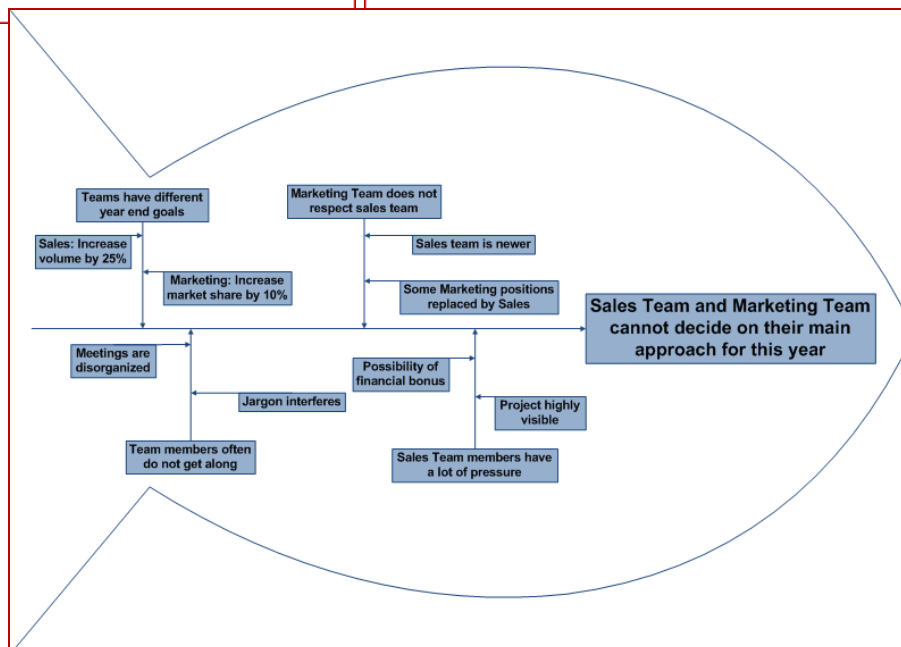 Teams have different
year end goals
Sales: Increase
volume by 25%
Marketing: Increase
market share by 10%
Marketing Team does not
respect sales team
Sales team is newer
Some Marketing positions
replaced by Sales
Sales Team and Marketing Team
cannot decide on their main
approach for this year
Meetings are
disorganized
Jargon interferes
Team members often
do not get along
Possibility of
financial bonus
Project highly
visible
Sales Team members have
a lot of pressure